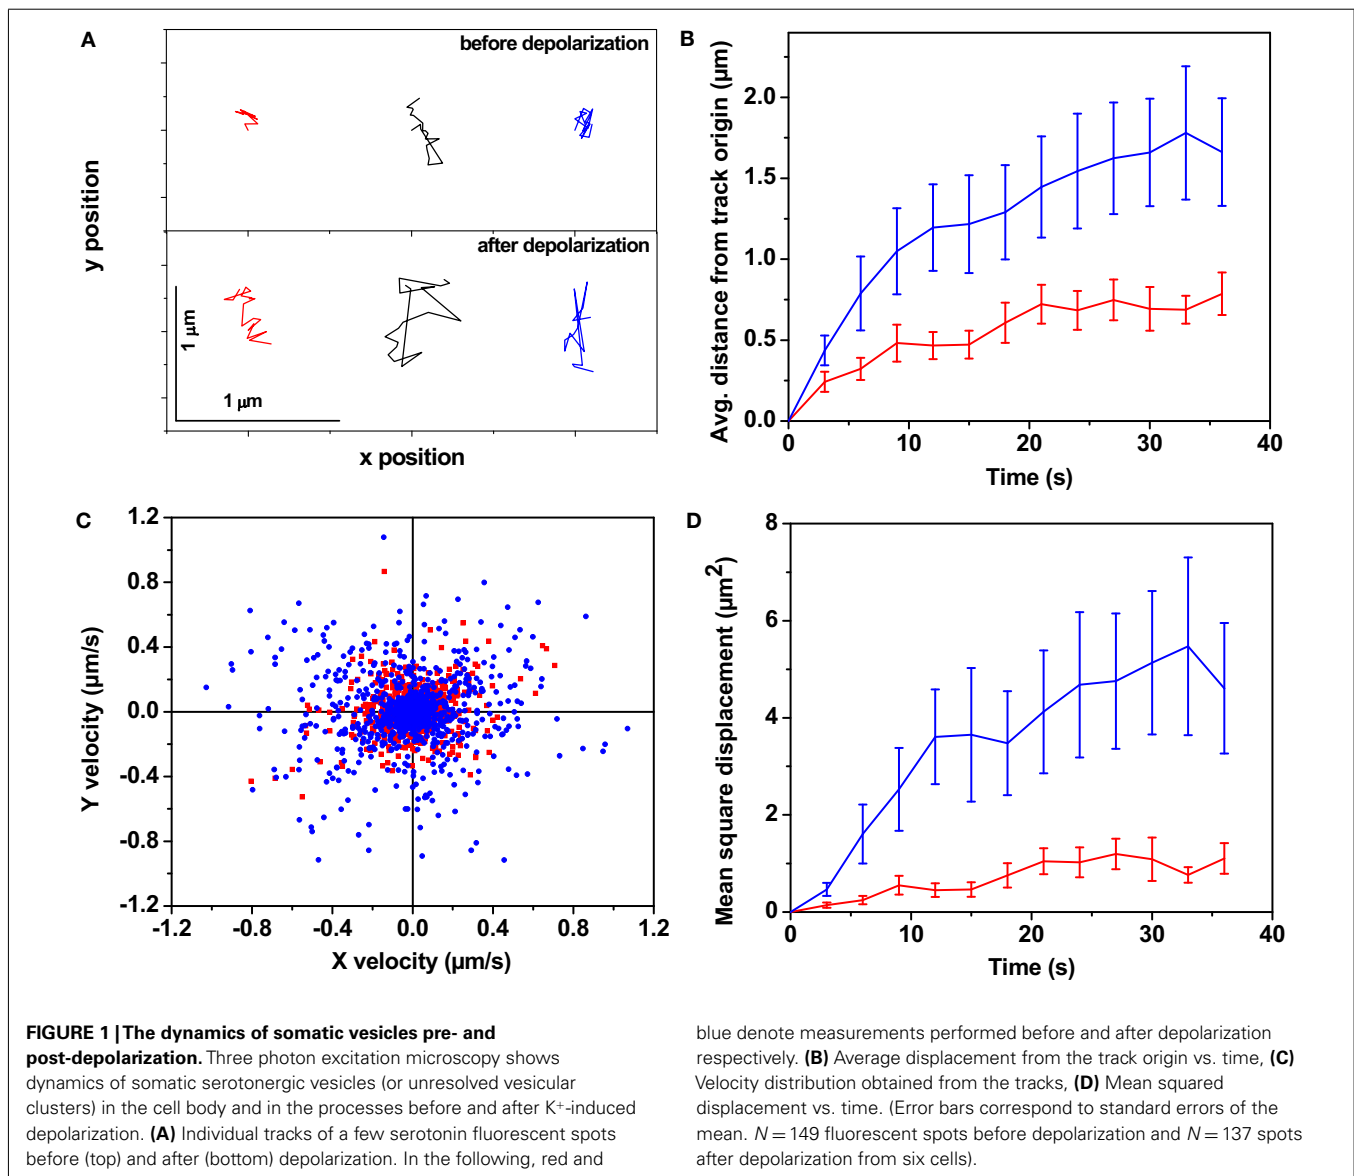 A
before depolarization
after depolarization
y position
1 μm
1 μm
x position
B
Avg. distance from track origin (μm)
2.0
1.5
1.0
0.5
0.0
0 10 20 30 40
Time (s)
C
Y velocity (μm/s)
1.2
0.8
0.4
0.0
-0.4
-0.8
-1.2
-1.2 -0.8 -0.4 0.0 0.4 0.8 1.2
X velocity (μm/s)
D
Mean square displacement (μm²)
8
6
4
2
0
0 10 20 30 40
Time (s)
FIGURE 1 | The dynamics of somatic vesicles pre- and
post-depolarization. Three photon excitation microscopy shows
dynamics of somatic serotonergic vesicles (or unresolved vesicular
clusters) in the cell body and in the processes before and after K⁺-induced
depolarization. (A) Individual tracks of a few serotonin fluorescent spots
before (top) and after (bottom) depolarization. In the following, red and
blue denote measurements performed before and after depolarization
respectively. (B) Average displacement from the track origin vs. time, (C)
Velocity distribution obtained from the tracks, (D) Mean squared
displacement vs. time. (Error bars correspond to standard errors of the
mean. N = 149 fluorescent spots before depolarization and N = 137 spots
after depolarization from six cells).